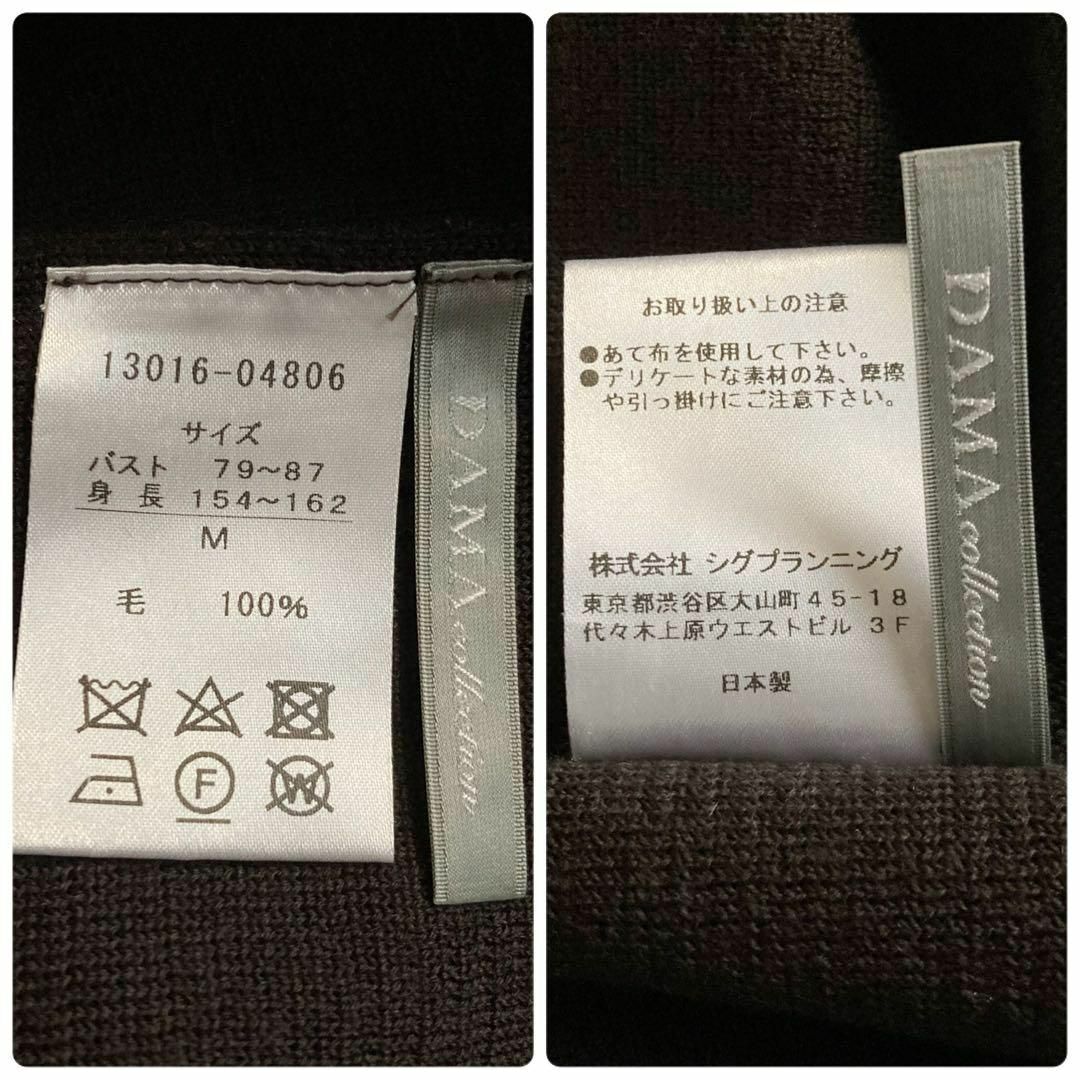 13016-04806
サイズ
バスト 79～87
身長 154～162
M
毛 100%
F
W
DAMA collection
お取り扱い上の注意
●あて布を使用して下さい。
●デリケートな素材の為、摩擦
や引っ掛けにご注意下さい。
株式会社 シグプランニング
東京都渋谷区大山町45-18
代々木上原ウエストビル 3F
日本製
DAMA collection